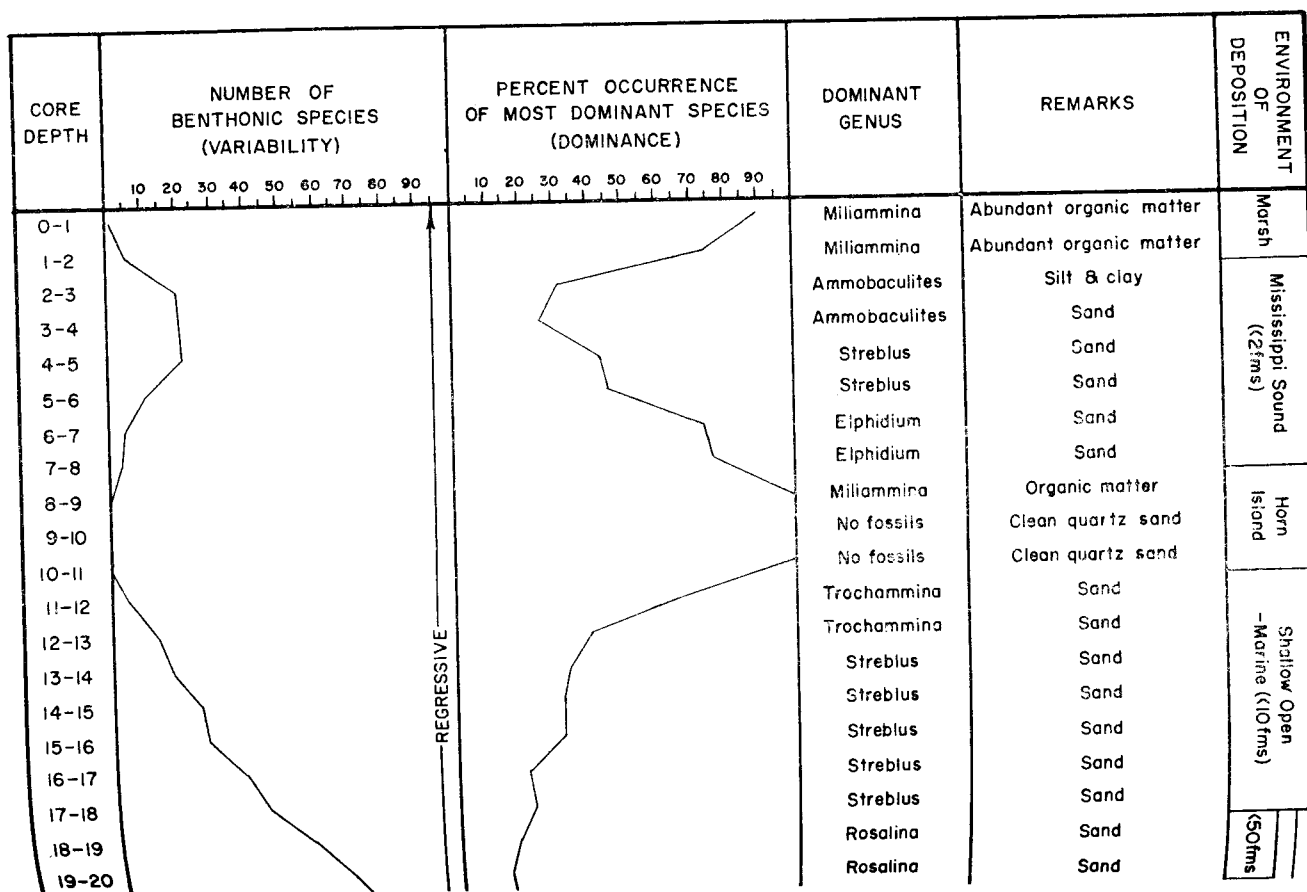 CORE
DEPTH
NUMBER OF
BENTHONIC SPECIES
(VARIABILITY)
10 20 30 40 50 60 70 80 90
PERCENT OCCURRENCE
OF MOST DOMINANT SPECIES
(DOMINANCE)
10 20 30 40 50 60 70 80 90
DOMINANT
GENUS
REMARKS
ENVIRONMENT
OF
DEPOSITION
0-1 Miliammina Abundant organic matter
1-2 Miliammina Abundant organic matter
2-3 Ammobaculites Silt & clay
3-4 Ammobaculites Sand
4-5 Streblus Sand
5-6 Streblus Sand
6-7 Elphidium Sand
7-8 Elphidium Sand
8-9 Miliammina Organic matter
9-10 No fossils Clean quartz sand
10-11 No fossils Clean quartz sand
11-12 Trochammina Sand
12-13 Trochammina Sand
13-14 Streblus Sand
14-15 Streblus Sand
15-16 Streblus Sand
16-17 Streblus Sand
17-18 Streblus Sand
18-19 Rosalina Sand
19-20 Rosalina Sand
REGRESSIVE
Marsh
Mississippi Sound
(<2fms)
Horn
Island
Shallow Open
-Marine (<10fms)
<50fms